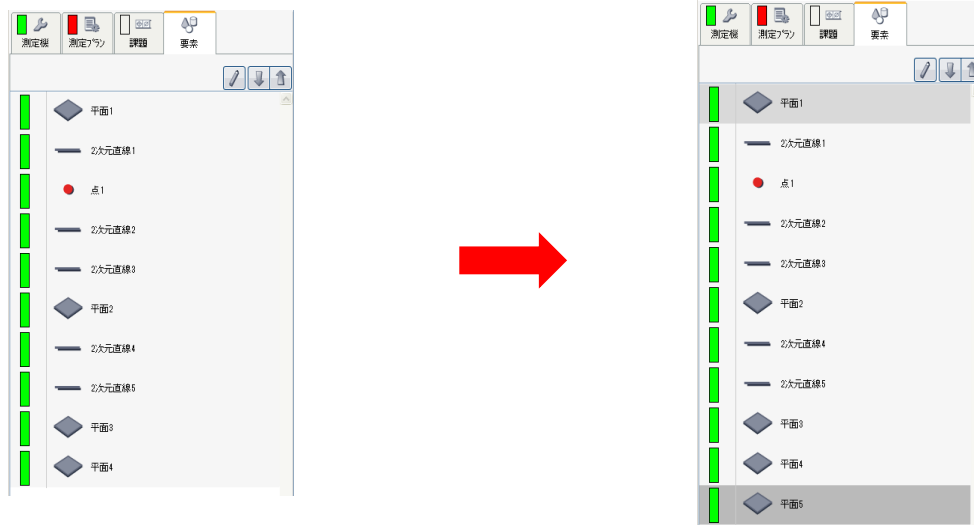 測定機 測定プラン 課題 要素
平面1
2次元直線1
点1
2次元直線2
2次元直線3
平面2
2次元直線4
2次元直線5
平面3
平面4
測定機 測定プラン 課題 要素
平面1
2次元直線1
点1
2次元直線2
2次元直線3
平面2
2次元直線4
2次元直線5
平面3
平面4
平面5